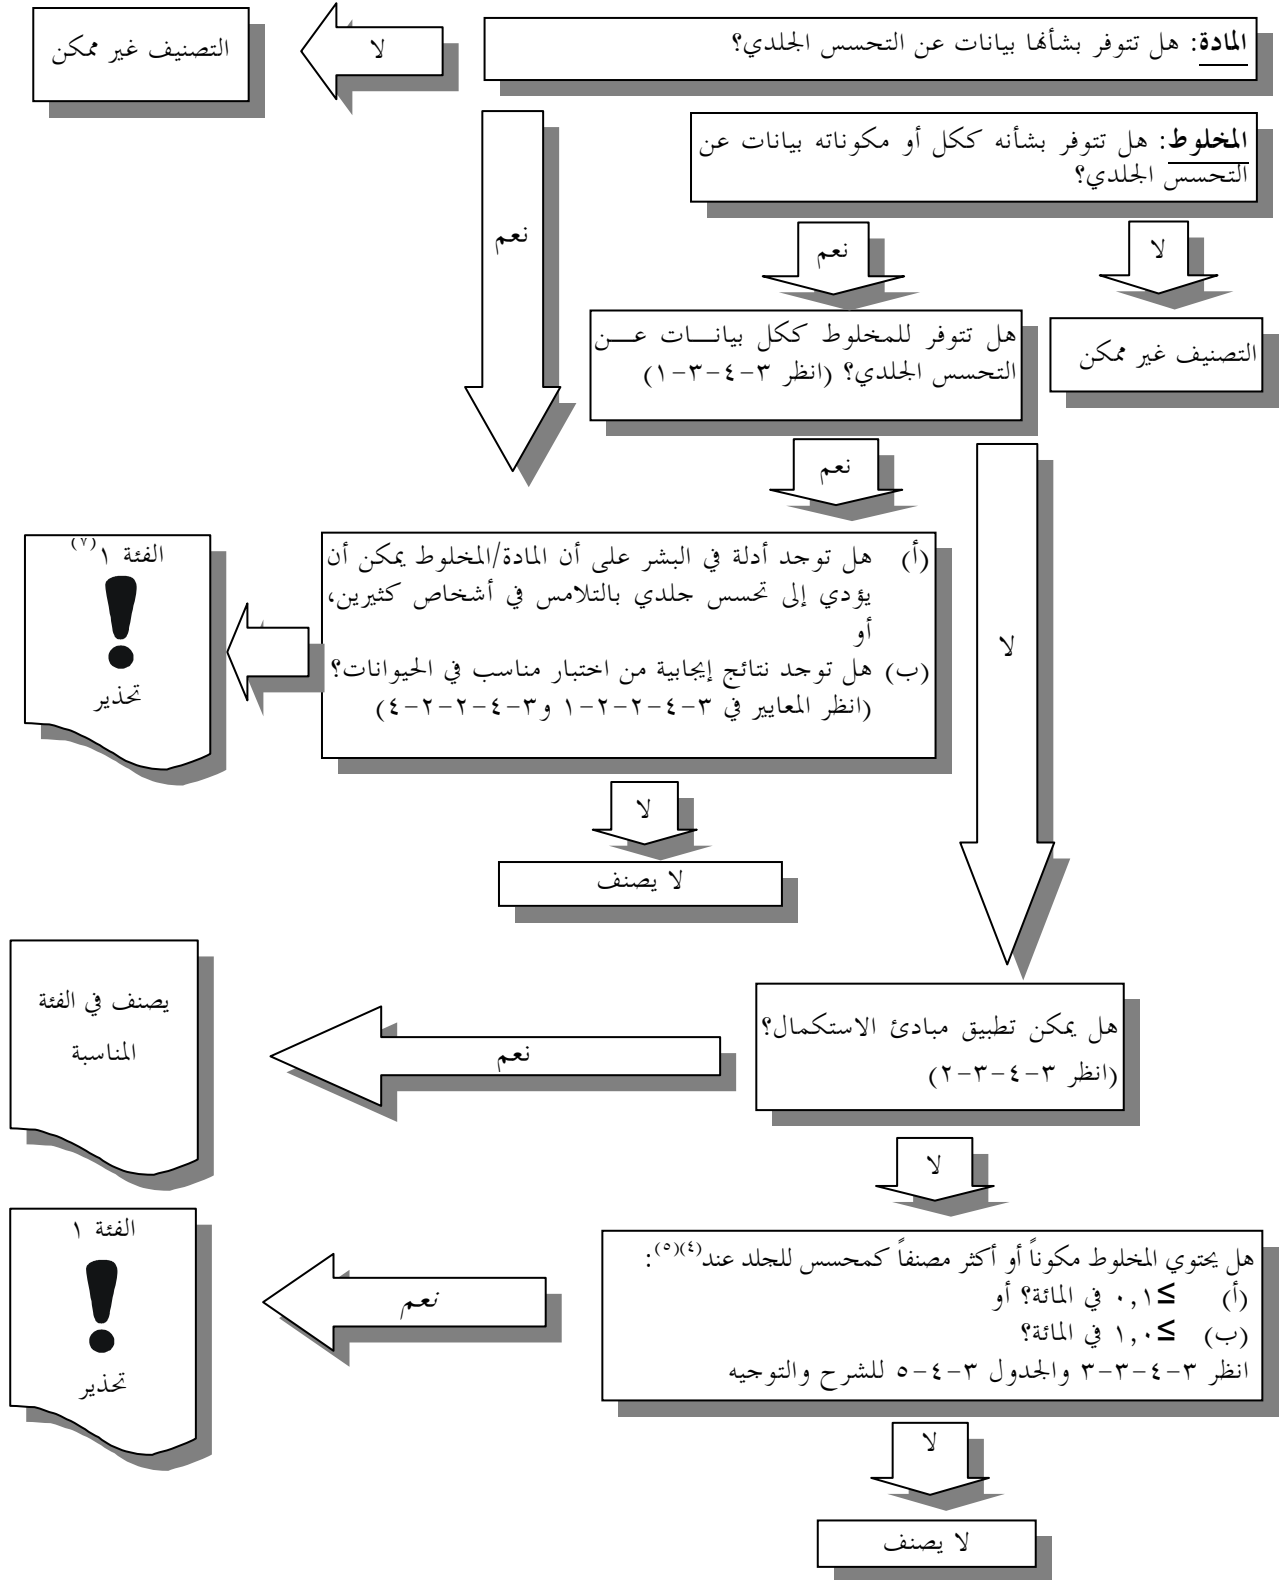 المادة: هل تتوفر بشأنها بيانات عن التحسس الجلدي؟
لا
التصنيف غير ممكن
المخلوط: هل تتوفر بشأنه ككل أو مكوناته بيانات عن
التحسس الجلدي؟
نعم
نعم
لا
هل تتوفر للمخلوط ككل بيانـــات عـــن
التحسس الجلدي؟ (انظر ٣-٤-٣-١)
التصنيف غير ممكن
نعم
(أ) هل توجد أدلة في البشر على أن المادة/المخلوط يمكن أن
يؤدي إلى تحسس جلدي بالتلامس في أشخاص كثيرين،
أو
(ب) هل توجد نتائج إيجابية من اختبار مناسب في الحيوانات؟
(انظر المعايير في ٣-٤-٢-٢-١ و٣-٤-٢-٢-٤)
الفئة ١(٧)
!
تحذير
لا
لا
لا يصنف
هل يمكن تطبيق مبادئ الاستكمال؟
(انظر ٣-٤-٣-٢)
نعم
يصنف في الفئة
المناسبة
لا
هل يحتوي المخلوط مكوناً أو أكثر مصنفاً كمحسس للجلد عند(٤)(٥):
(أ) ≥٠,١ في المائة؟ أو
(ب) ≥١,٠ في المائة؟
انظر ٣-٤-٣-٣ والجدول ٣-٤-٥ للشرح والتوجيه
نعم
الفئة ١
!
تحذير
لا
لا يصنف